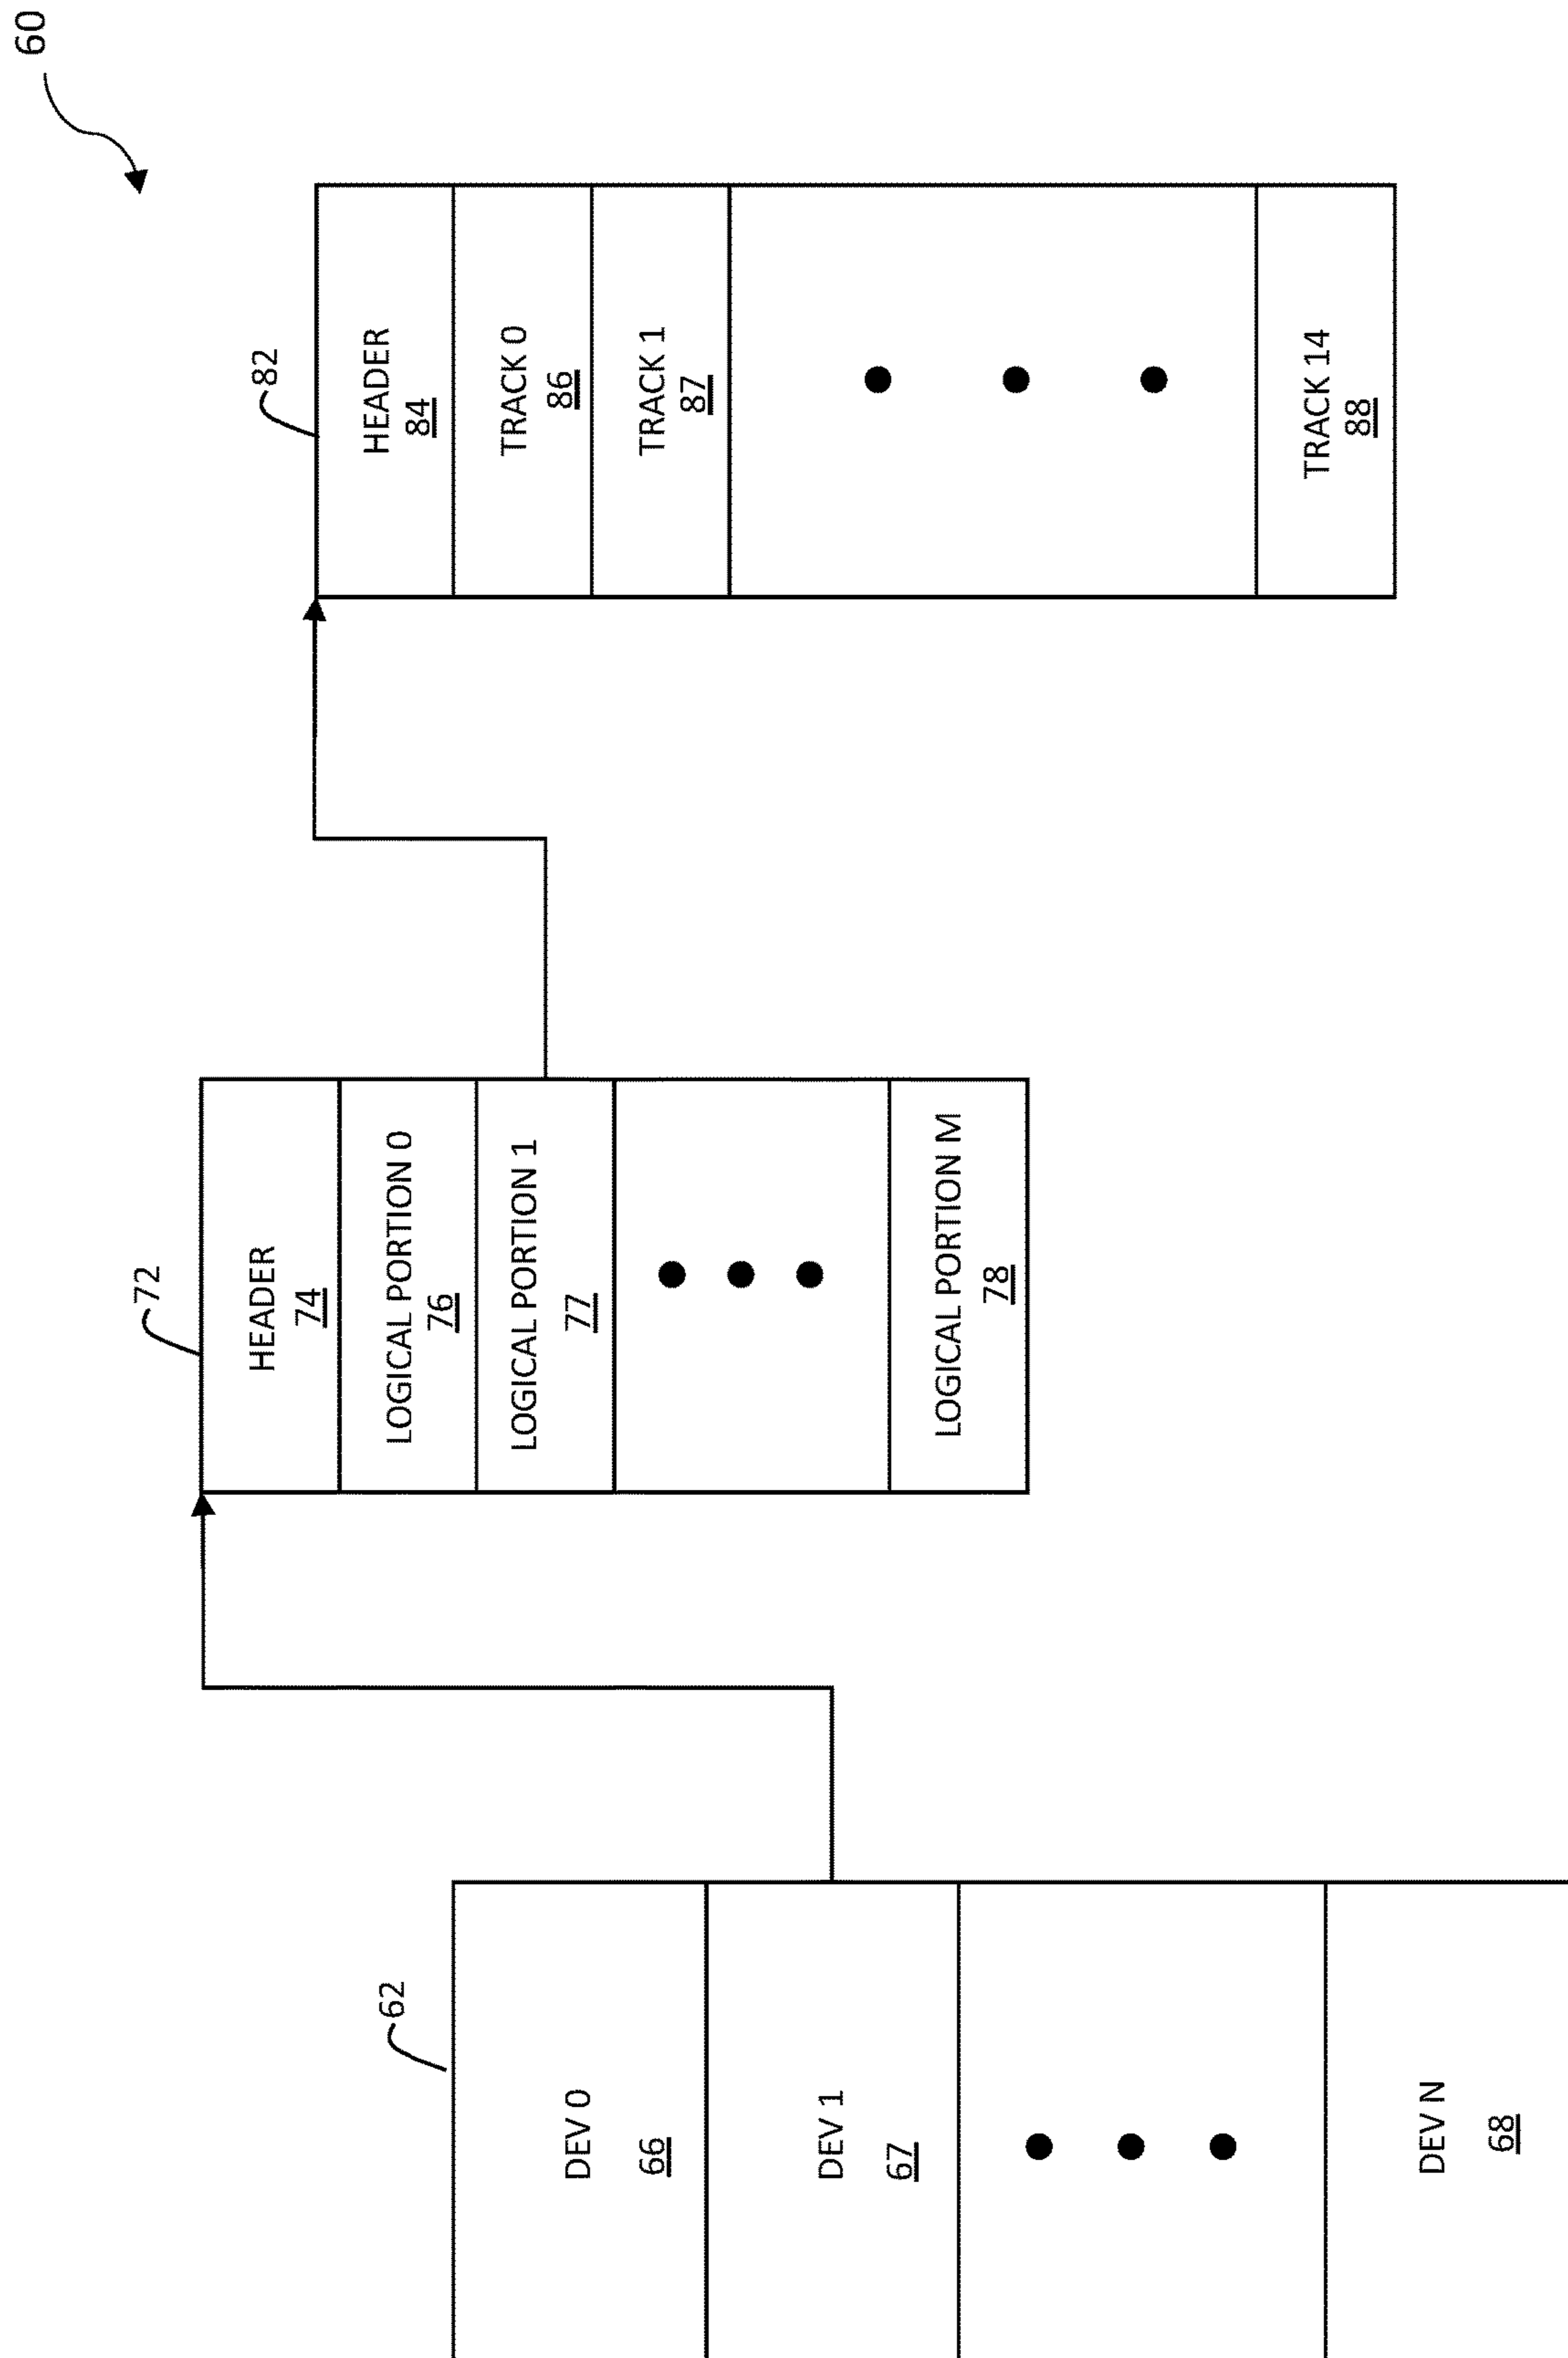 60
62
DEV 0
66
DEV 1
67
DEV N
68
72
HEADER
74
LOGICAL PORTION 0
76
LOGICAL PORTION 1
77
LOGICAL PORTION M
78
82
HEADER
84
TRACK 0
86
TRACK 1
87
TRACK 14
88